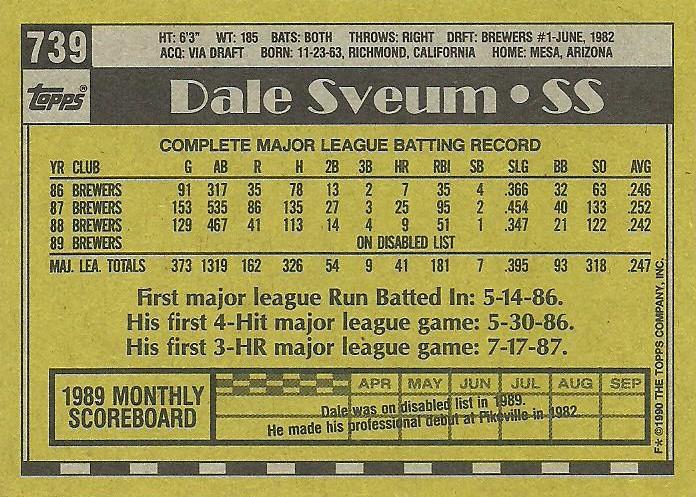 739
HT: 6'3" WT: 185 BATS: BOTH THROWS: RIGHT DRFT: BREWERS #1-JUNE, 1982
ACQ: VIA DRAFT BORN: 11-23-63, RICHMOND, CALIFORNIA HOME: MESA, ARIZONA
TOPPS®
Dale Sveum • SS
COMPLETE MAJOR LEAGUE BATTING RECORD
YR CLUB G AB R H 2B 3B HR RBI SB SLG BB SO AVG
86 BREWERS 91 317 35 78 13 2 7 35 4 .366 32 63 .246
87 BREWERS 153 535 86 135 27 3 25 95 2 .454 40 133 .252
88 BREWERS 129 467 41 113 14 4 9 51 1 .347 21 122 .242
89 BREWERS ON DISABLED LIST
MAJ. LEA. TOTALS 373 1319 162 326 54 9 41 181 7 .395 93 318 .247
First major league Run Batted In: 5-14-86.
His first 4-Hit major league game: 5-30-86.
His first 3-HR major league game: 7-17-87.
1989 MONTHLY
SCOREBOARD
APR MAY JUN JUL AUG SEP
Dale was on disabled list in 1989.
He made his professional debut at Pikeville in 1982
F* ©1990 THE TOPPS COMPANY, INC.